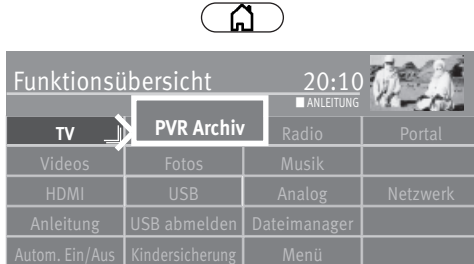 Funktionsübersicht 20:10
ANLEITUNG
TV PVR Archiv Radio Portal
Videos Fotos Musik
HDMI USB Analog Netzwerk
Anleitung USB abmelden Dateimanager
Autom. Ein/Aus Kindersicherung Menü